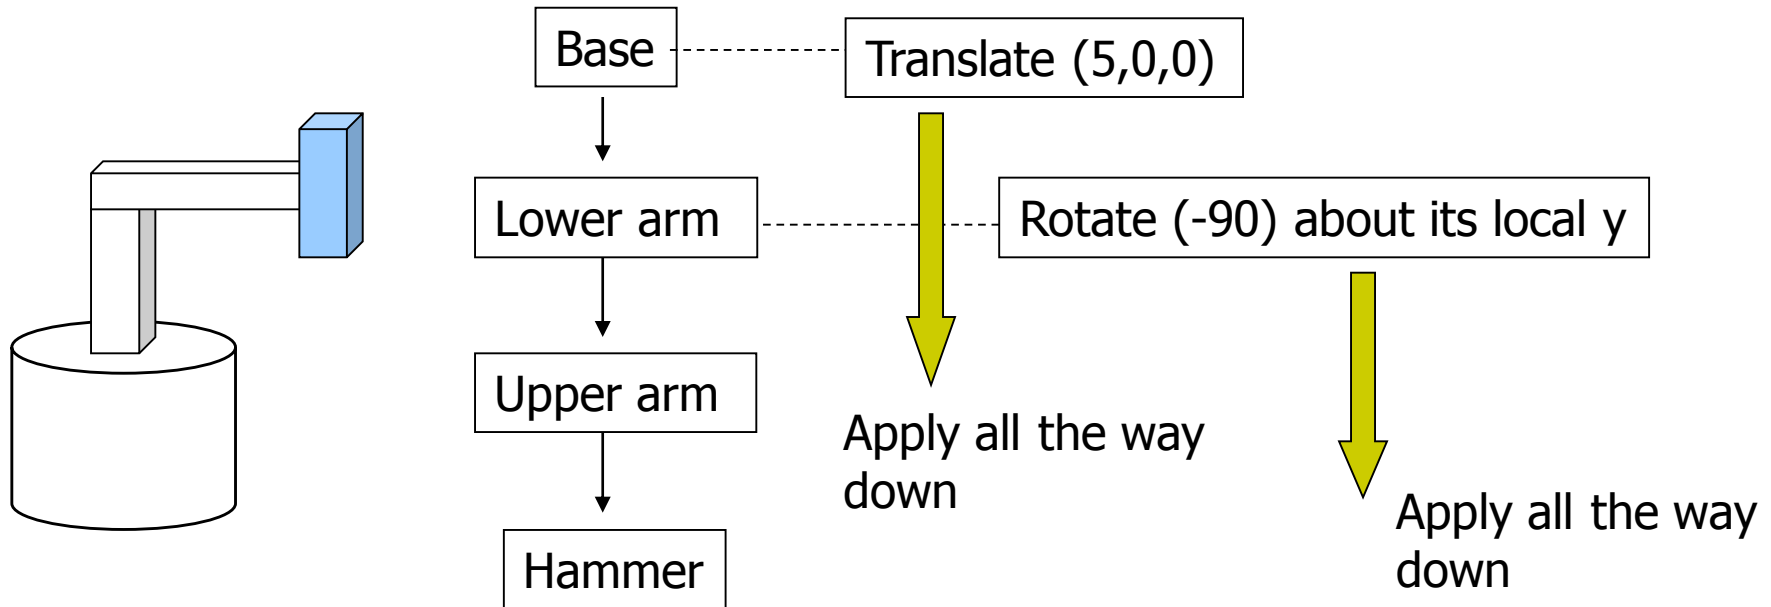 Base
Translate (5,0,0)
Lower arm
Rotate (-90) about its local y
Upper arm
Apply all the way
down
Apply all the way
down
Hammer